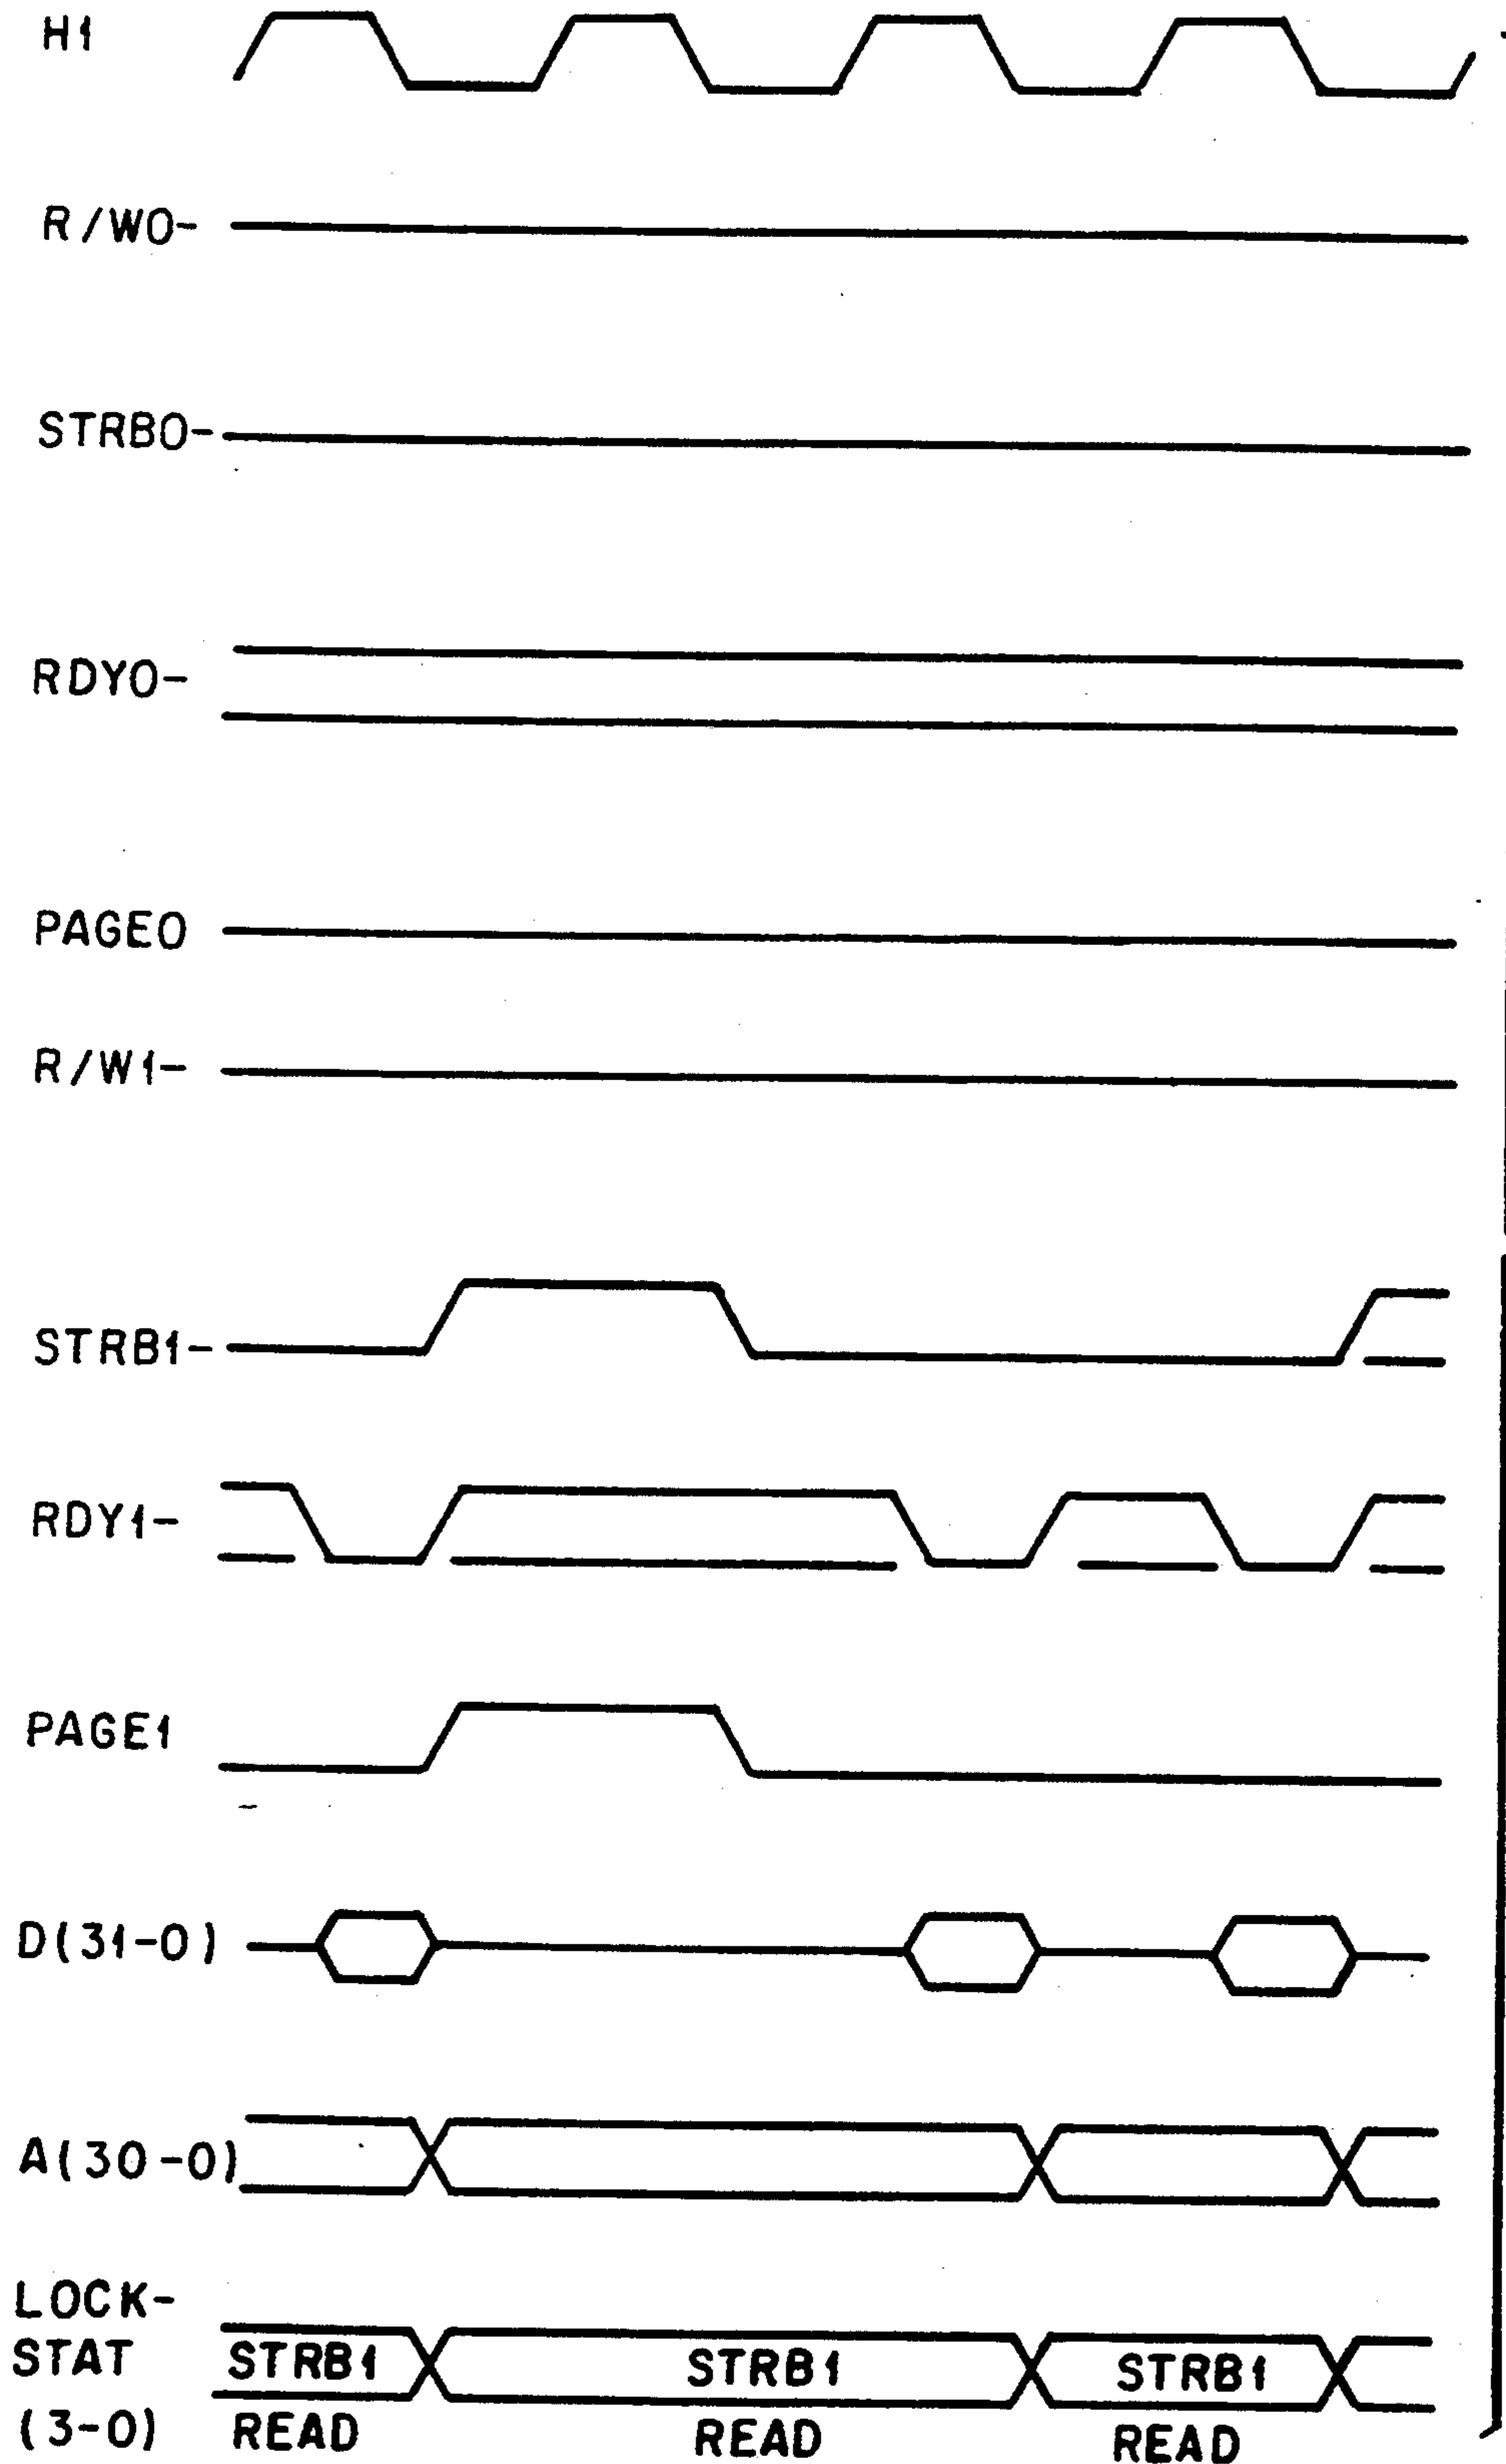 H1
R/W0-
STRB0-
RDY0-
PAGE0
R/W1-
STRB1-
RDY1-
PAGE1
D(31-0)
A(30-0)
LOCK-
STAT STRB1 STRB1 STRB1
(3-0) READ READ READ